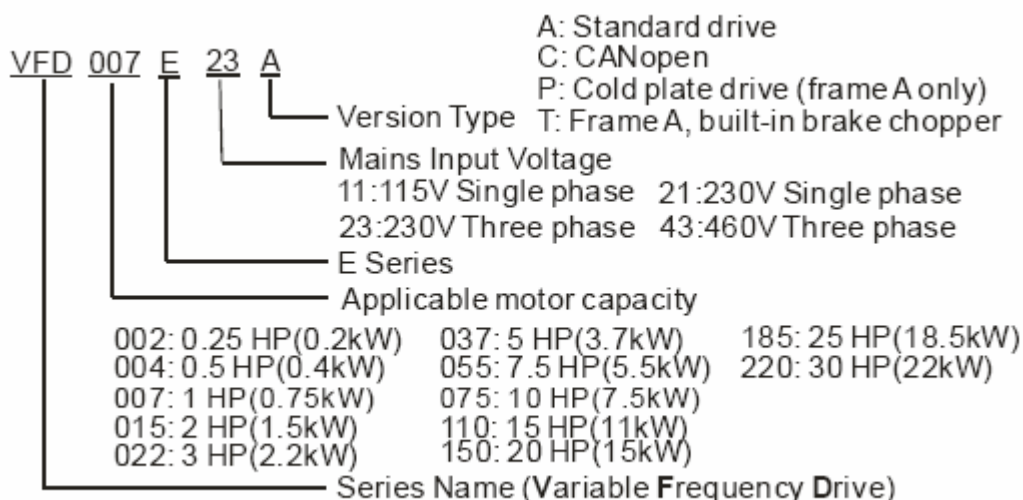 A: Standard drive
VFD 007 E 23 A
C: CANopen
P: Cold plate drive (frame A only)
Version Type T: Frame A, built-in brake chopper
Mains Input Voltage
11:115V Single phase 21:230V Single phase
23:230V Three phase 43:460V Three phase
E Series
Applicable motor capacity
002: 0.25 HP(0.2kW) 037: 5 HP(3.7kW) 185: 25 HP(18.5kW)
004: 0.5 HP(0.4kW) 055: 7.5 HP(5.5kW) 220: 30 HP(22kW)
007: 1 HP(0.75kW) 075: 10 HP(7.5kW)
015: 2 HP(1.5kW) 110: 15 HP(11kW)
022: 3 HP(2.2kW) 150: 20 HP(15kW)
Series Name (Variable Frequency Drive)